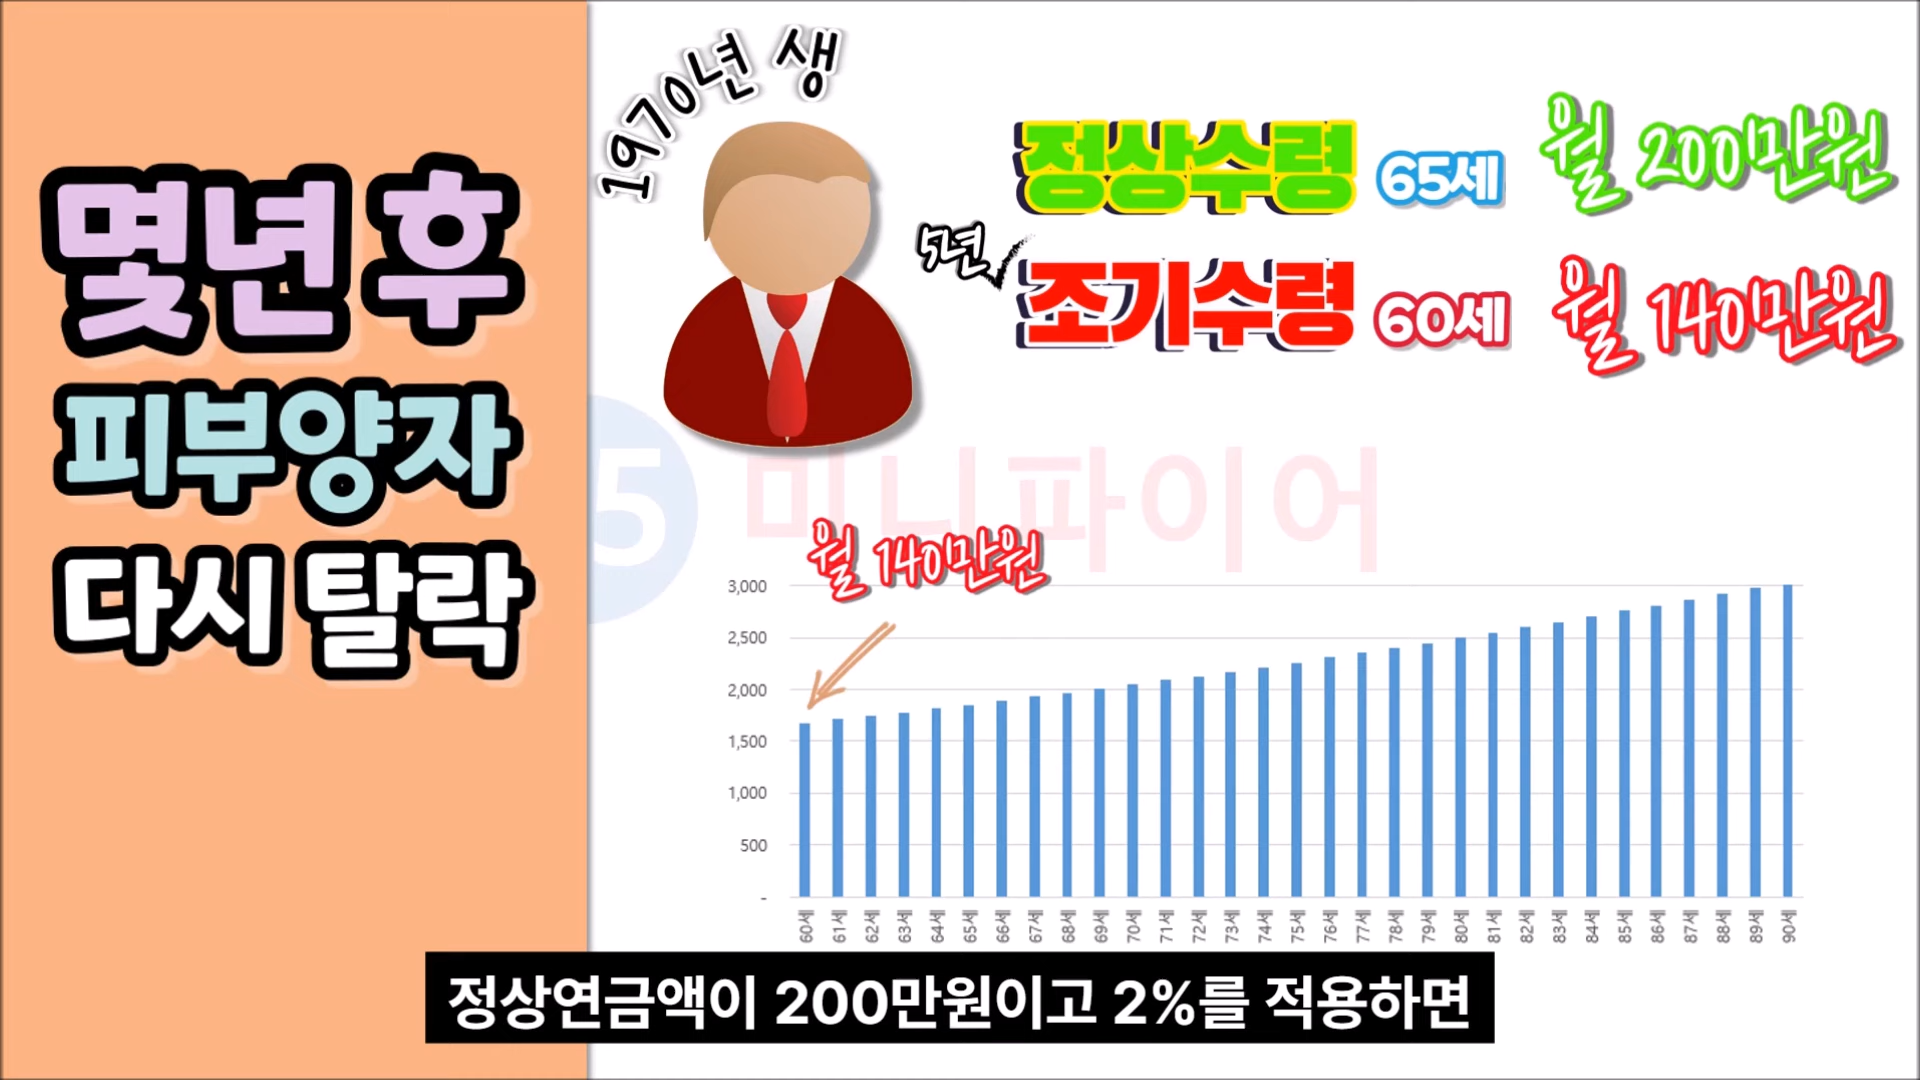 몇년 후
피부양자
다시 탈락
1970년 생
정상수령 65세 월 200만원
5년
조기수령 60세 월 140만원
5 미니파이어
월 140만원
3,000
2,500
2,000
1,500
1,000
500
-
60세 61세 62세 63세 64세 65세 66세 67세 68세 69세 70세 71세 72세 73세 74세 75세 76세 77세 78세 79세 80세 81세 82세 83세 84세 85세 86세 87세 88세 89세 90세
정상연금액이 200만원이고 2%를 적용하면